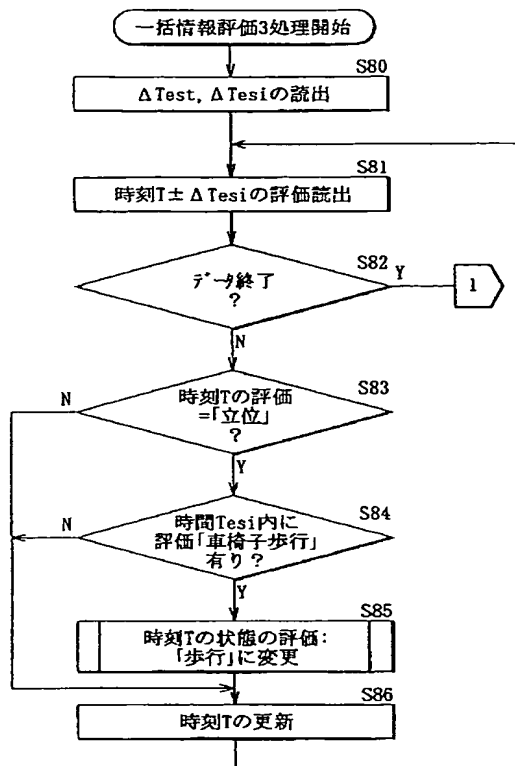 一括情報評価3処理開始
S80
ΔTest, ΔTesiの読出
S81
時刻T± ΔTesiの評価読出
S82
データ終了
?
Y
1
N
S83
時刻Tの評価
=「立位」
?
N
Y
S84
時間Tesi内に
評価「車椅子歩行」
有り？
N
Y
S85
時刻Tの状態の評価:
「歩行」に変更
S86
時刻Tの更新